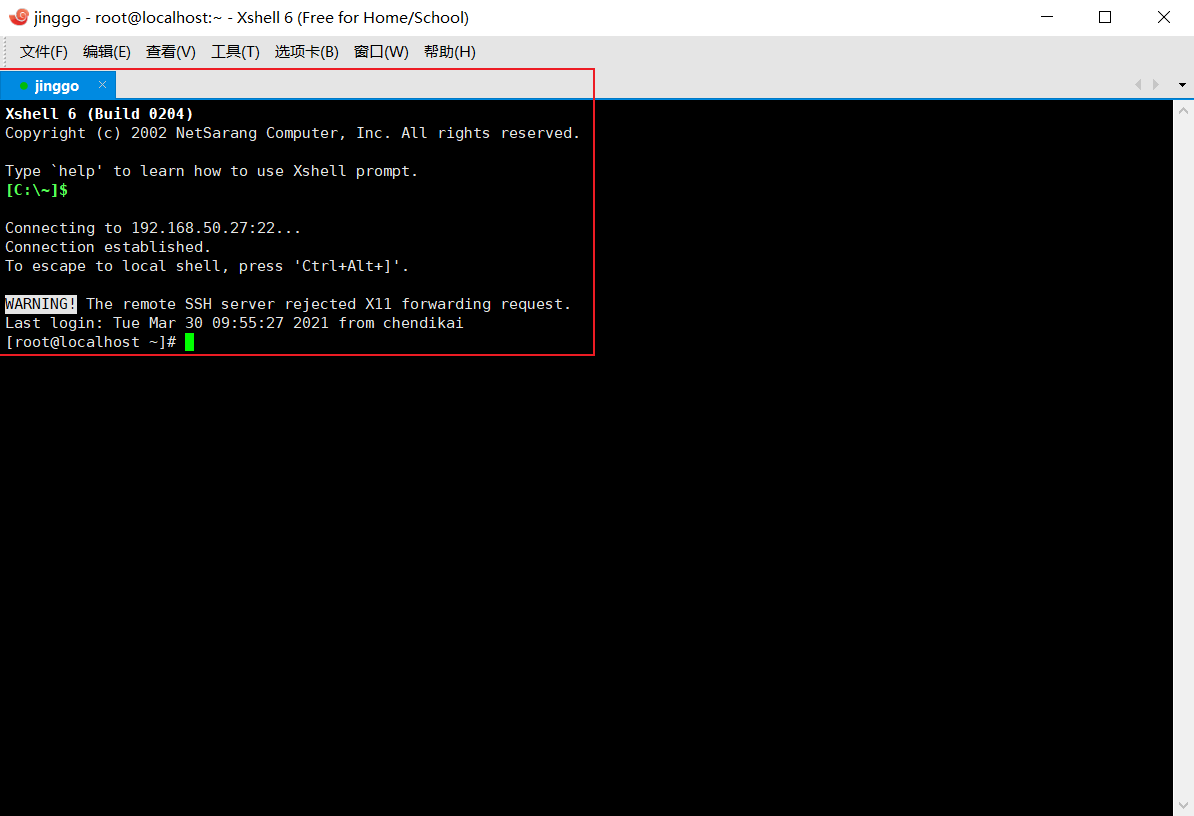 jinggo - root@localhost:~ - Xshell 6 (Free for Home/School)
文件(F) 编辑(E) 查看(V) 工具(T) 选项卡(B) 窗口(W) 帮助(H)
jinggo
Xshell 6 (Build 0204)
Copyright (c) 2002 NetSarang Computer, Inc. All rights reserved.
Type `help' to learn how to use Xshell prompt.
[C:\~]$
Connecting to 192.168.50.27:22...
Connection established.
To escape to local shell, press 'Ctrl+Alt+]'.
WARNING! The remote SSH server rejected X11 forwarding request.
Last login: Tue Mar 30 09:55:27 2021 from chendikai
[root@localhost ~]#